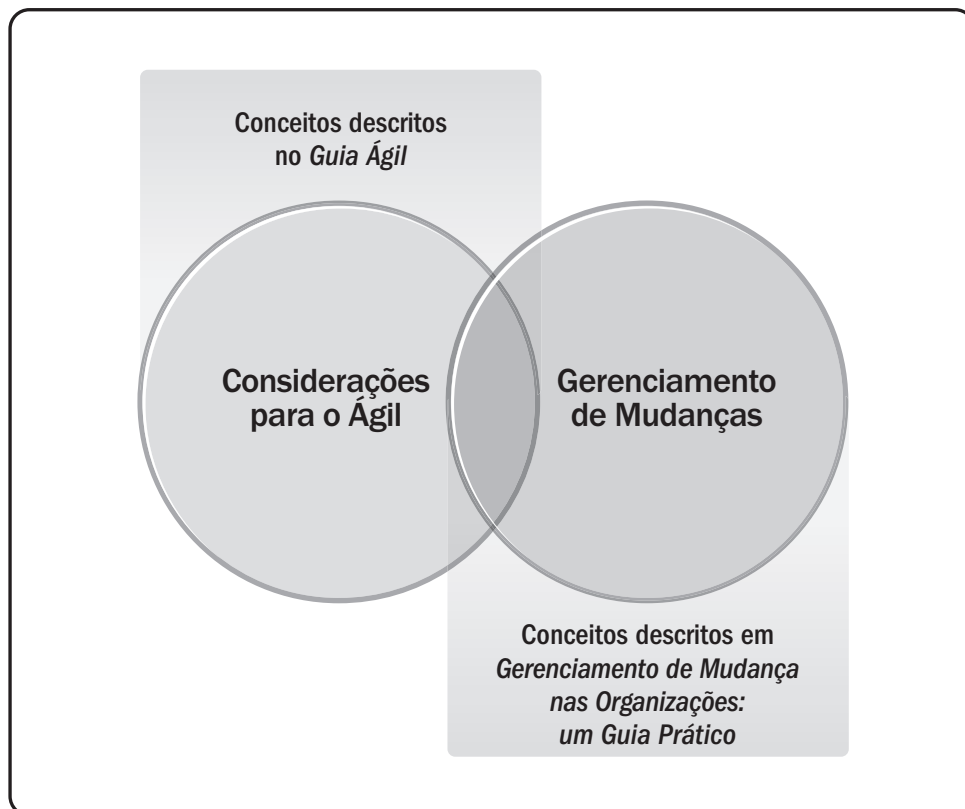 Conceitos descritos
no Guia Ágil
Considerações
para o Ágil
Gerenciamento
de Mudanças
Conceitos descritos em
Gerenciamento de Mudança
nas Organizações:
um Guia Prático